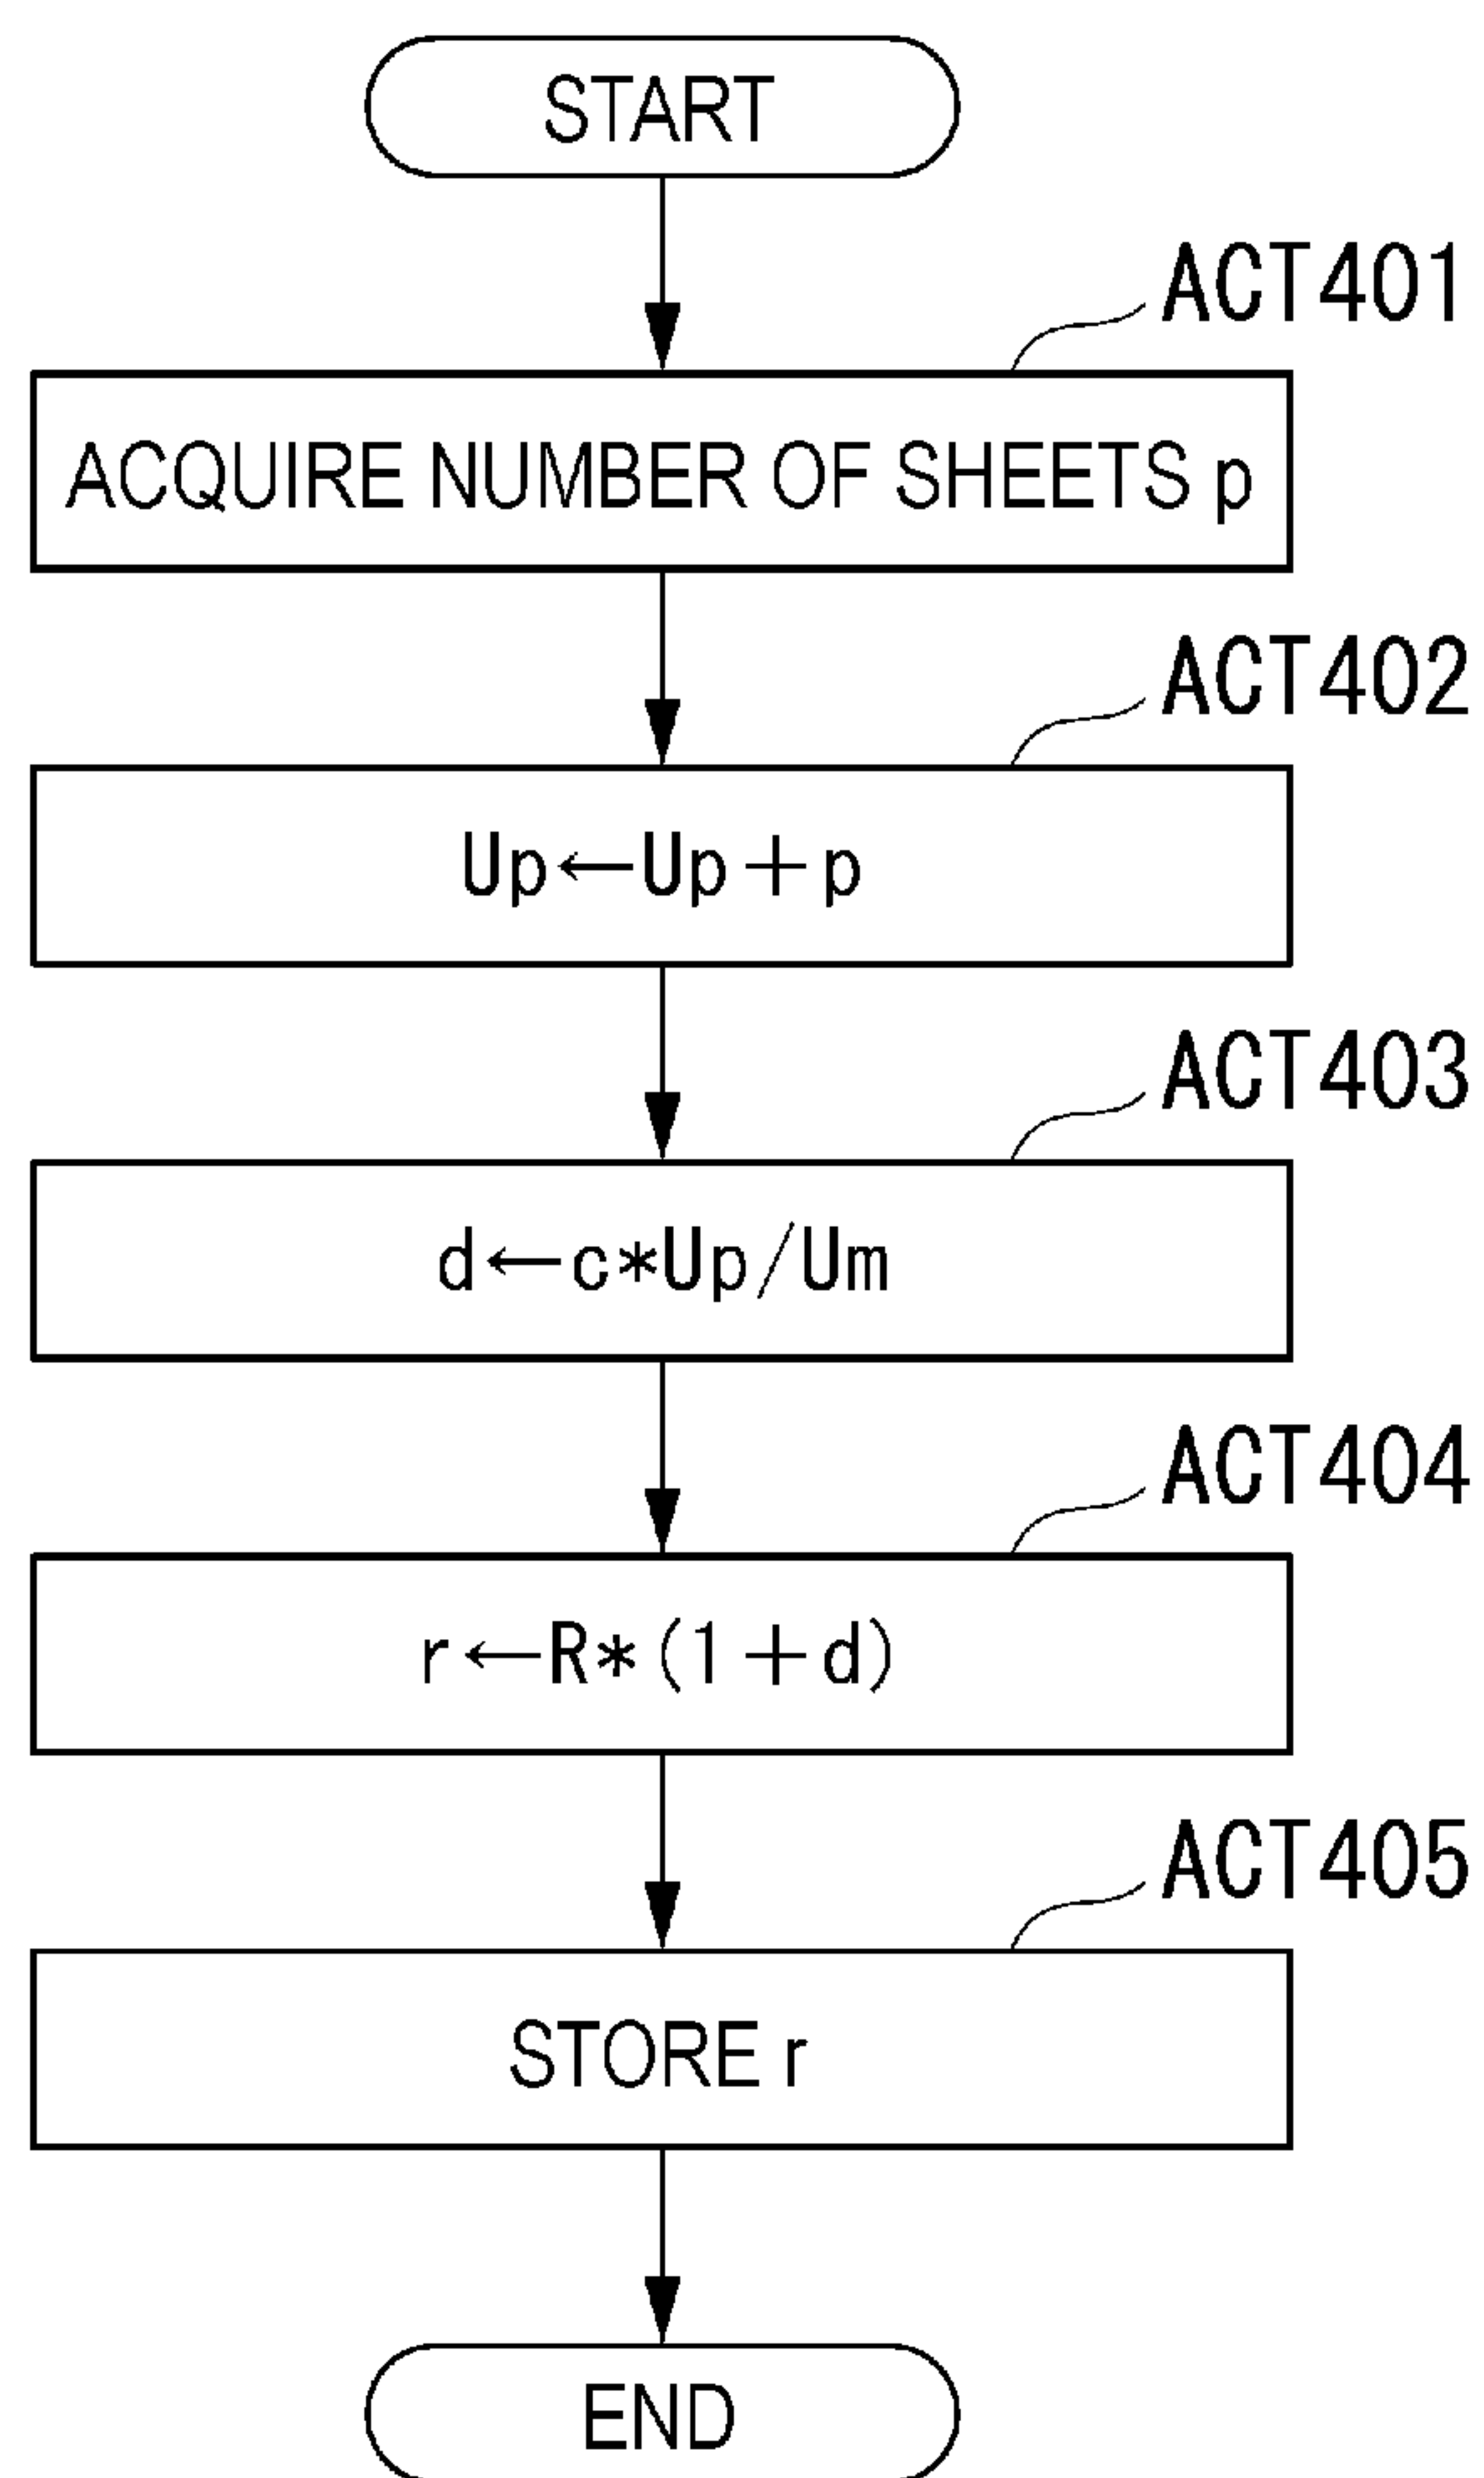 START
ACT401
ACQUIRE NUMBER OF SHEETS p
ACT402
Up←Up+p
ACT403
d←c*Up/Um
ACT404
r←R*(1+d)
ACT405
STORE r
END